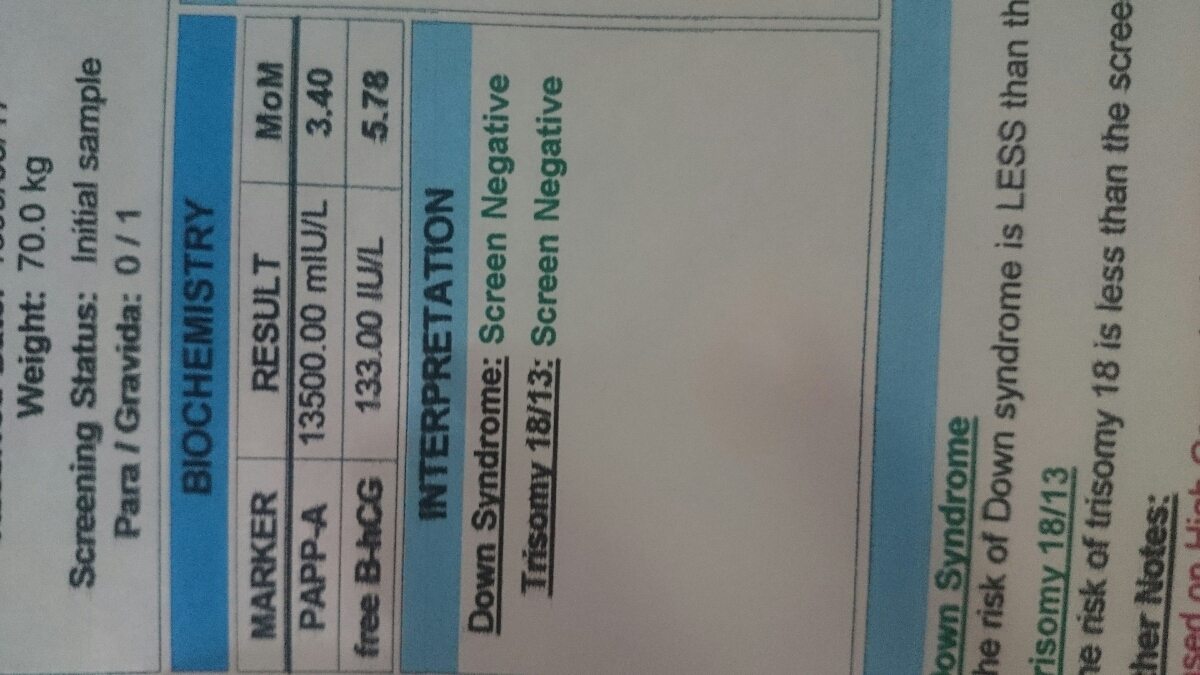 Weight: 70.0 kg
Screening Status: Initial sample
Para / Gravida: 0 / 1
BIOCHEMISTRY
MARKER RESULT MoM
PAPP-A 13500.00 mIU/L 3.40
free B-hCG 133.00 IU/L 5.78
INTERPRETATION
Down Syndrome: Screen Negative
Trisomy 18/13: Screen Negative
own Syndrome
he risk of Down syndrome is LESS than th
risomy 18/13
e risk of trisomy 18 is less than the scree
ther Notes:
sed on High